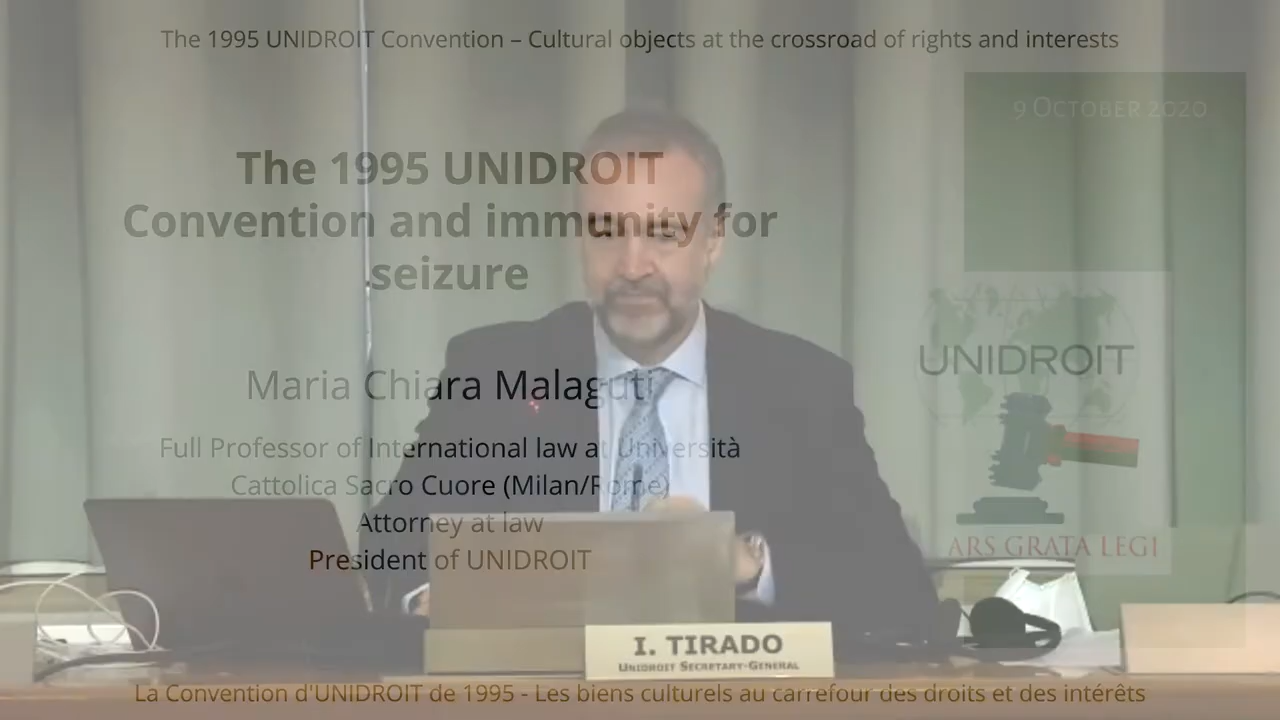 The 1995 UNIDROIT Convention – Cultural objects at the crossroad of rights and interests
9 OCTOBER 2020
The 1995 UNIDROIT
Convention and immunity for
seizure
UNIDROIT
Maria Chiara Malaguti
Full Professor of International law at Università
Cattolica Sacro Cuore (Milan/Rome)
Attorney at law
President of UNIDROIT
ARS GRATA LEGI
I. TIRADO
UNIDROIT SECRETARY-GENERAL
La Convention d'UNIDROIT de 1995 - Les biens culturels au carrefour des droits et des intérêts